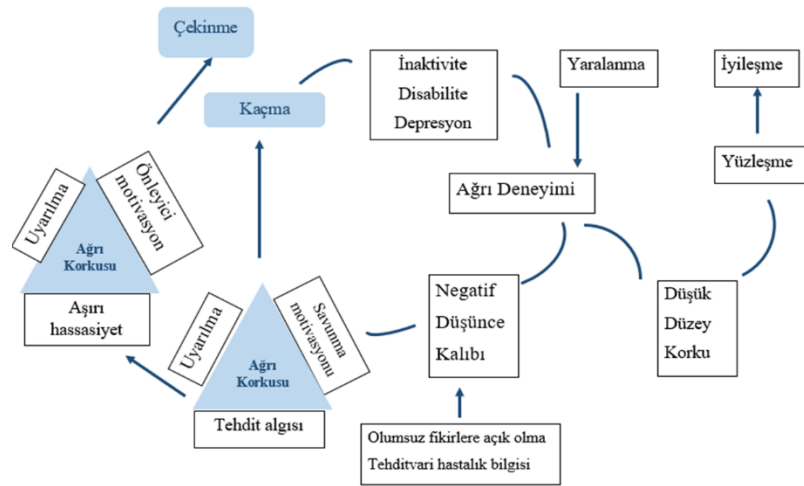 Çekinme
Kaçma
İnaktivite
Disabilite
Depresyon
Yaralanma
İyileşme
Yüzleşme
Ağrı Deneyimi
Uyarılma
Önleyici
motivasyon
Ağrı
Korkusu
Aşırı
hassasiyet
Uyarılma
Savunma
motivasyonu
Ağrı
Korkusu
Tehdit algısı
Negatif
Düşünce
Kalıbı
Düşük
Düzey
Korku
Olumsuz fikirlere açık olma
Tehditvari hastalık bilgisi